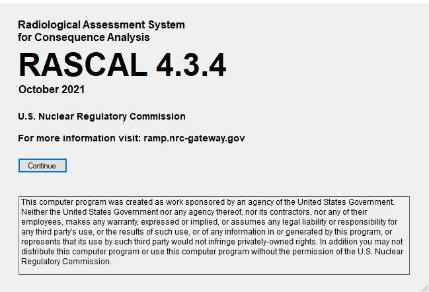 Radiological Assessment System
for Consequence Analysis
RASCAL 4.3.4
October 2021
U.S. Nuclear Regulatory Commission
For more information visit: ramp.nrc-gateway.gov
Continue
This computer program was created as work sponsored by an agency of the United States Government.
Neither the United States Government nor any agency thereof, nor its contractors, nor any of their
employees, makes any warranty, expressed or implied, or assumes any legal liability or responsibility for
any third party's use, or the results of such use, or of any information in or generated by this program, or
represents that its use by such third party would not infringe privately-owned rights. In addition you may not
distribute this computer program or use this computer program without the permission of the U.S. Nuclear
Regulatory Commission.